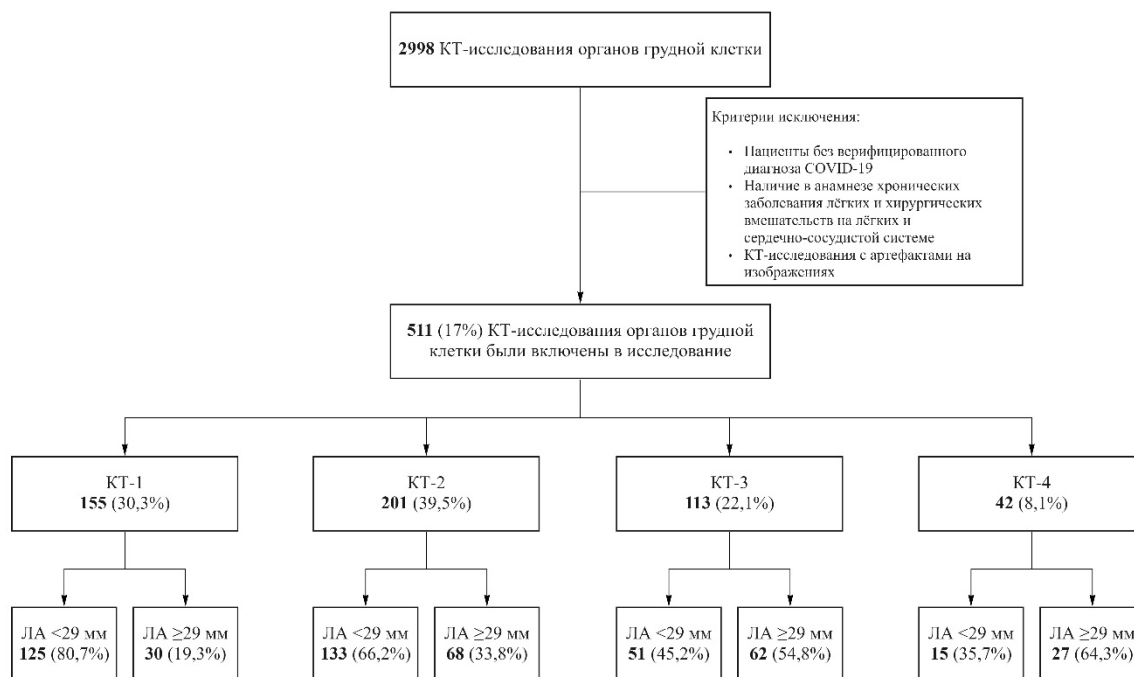 2998 КТ-исследования органов грудной клетки
Критерии исключения:
• Пациенты без верифицированного
диагноза COVID-19
• Наличие в анамнезе хронических
заболевания лёгких и хирургических
вмешательств на лёгких и
сердечно-сосудистой системе
• КТ-исследования с артефактами на
изображениях
511 (17%) КТ-исследования органов грудной
клетки были включены в исследование
КТ-1
155 (30,3%)
КТ-2
201 (39,5%)
КТ-3
113 (22,1%)
КТ-4
42 (8,1%)
ЛА <29 мм
125 (80,7%)
ЛА ≥29 мм
30 (19,3%)
ЛА <29 мм
133 (66,2%)
ЛА ≥29 мм
68 (33,8%)
ЛА <29 мм
51 (45,2%)
ЛА ≥29 мм
62 (54,8%)
ЛА <29 мм
15 (35,7%)
ЛА ≥29 мм
27 (64,3%)